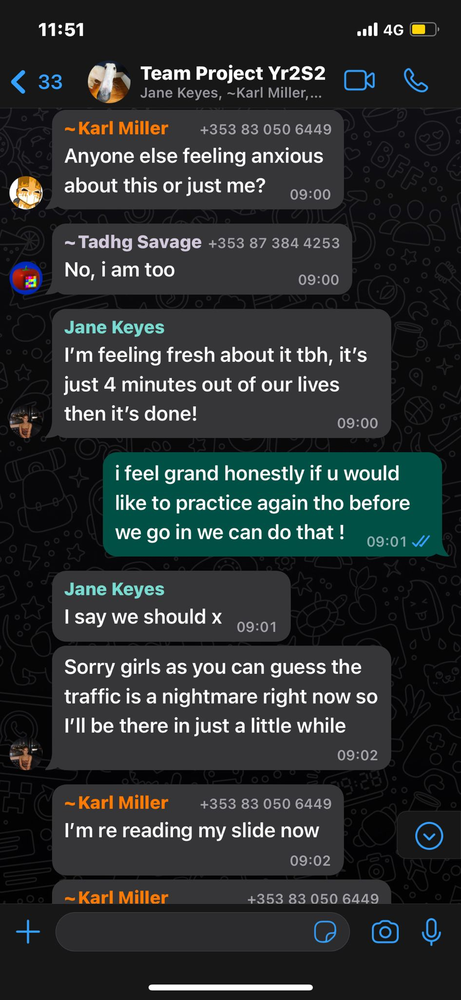 11:51
4G
33
Team Project Yr2S2
Jane Keyes, ~Karl Miller,...
~Karl Miller +353 83 050 6449
Anyone else feeling anxious
about this or just me?
09:00
~Tadhg Savage +353 87 384 4253
No, i am too
09:00
Jane Keyes
I’m feeling fresh about it tbh, it’s
just 4 minutes out of our lives
then it’s done!
09:00
i feel grand honestly if u would
like to practice again tho before
we go in we can do that !
09:01
Jane Keyes
I say we should x
09:01
Sorry girls as you can guess the
traffic is a nightmare right now so
I’ll be there in just a little while
09:02
~Karl Miller +353 83 050 6449
I’m re reading my slide now
09:02
~Karl Miller +353 83 050 6449